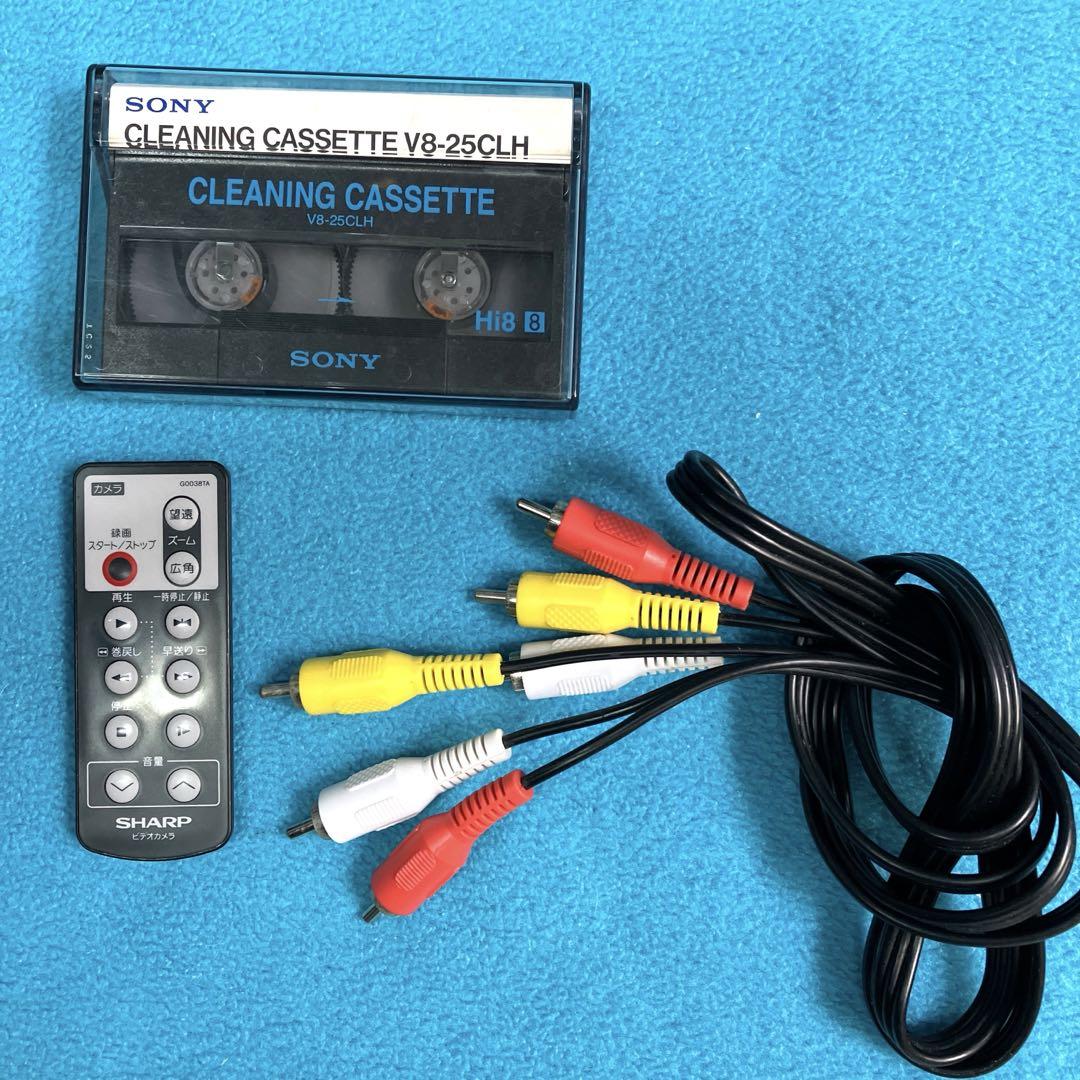 SONY
CLEANING CASSETTE V8-25CLH
CLEANING CASSETTE
V8-25CLH
Hi8 8
SONY
カメラ
G0038TA
望遠
録画
スタート/ストップ
ズーム
広角
再生
一時停止/静止
巻戻し
早送り
停止
音量
SHARP
ビデオカメラ